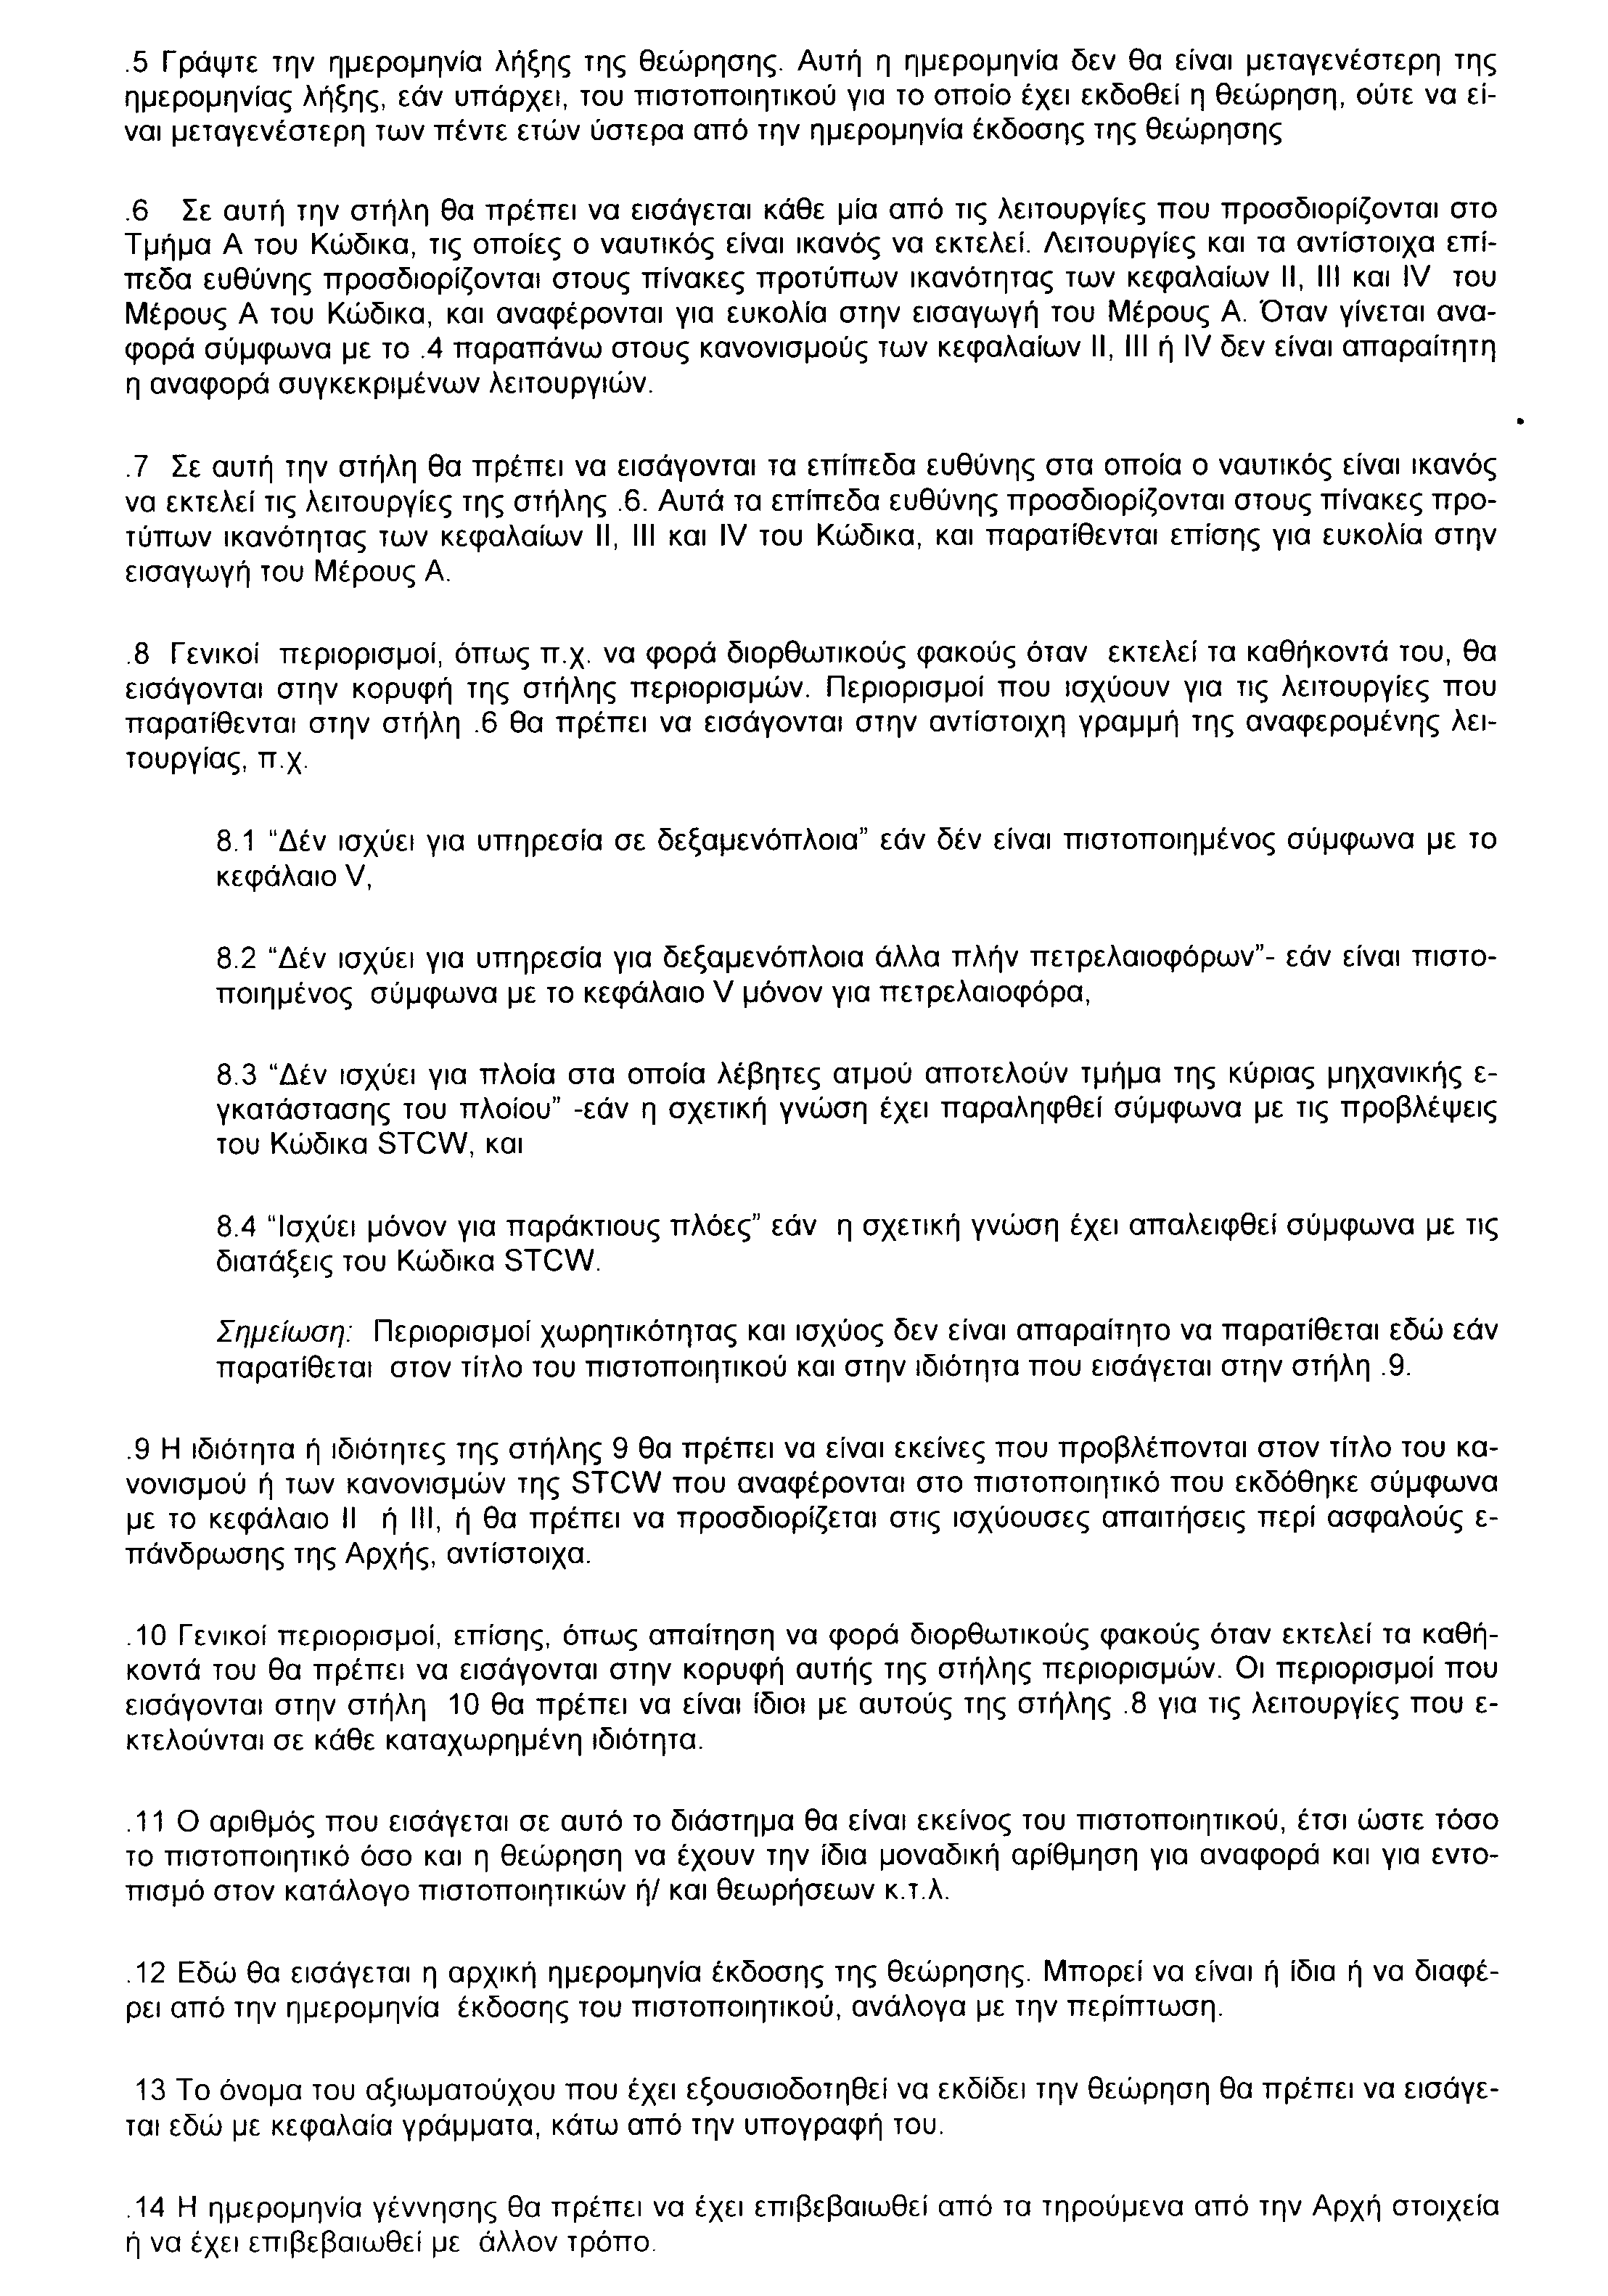 .5 Γράψτε την ημερομηνία λήξης της θεώρησης. Αυτή η ημερομηνία δεν θα είναι μεταγενέστερη της
ημερομηνίας λήξης, εάν υπάρχει, του πιστοποιητικού για το οποίο έχει εκδοθεί η θεώρηση, ούτε να εί-
ναι μεταγενέστερη των πέντε ετών ύστερα από την ημερομηνία έκδοσης της θεώρησης
.6 Σε αυτή την στήλη θα πρέπει να εισάγεται κάθε μία από τις λειτουργίες που προσδιορίζονται στο
Τμήμα Α του Κώδικα, τις οποίες ο ναυτικός είναι ικανός να εκτελεί. Λειτουργίες και τα αντίστοιχα επί-
πεδα ευθύνης προσδιορίζονται στους πίνακες προτύπων ικανότητας των κεφαλαίων II, III και IV του
Μέρους Α του Κώδικα, και αναφέρονται για ευκολία στην εισαγωγή του Μέρους Α. Όταν γίνεται ανα-
φορά σύμφωνα με το .4 παραπάνω στους κανονισμούς των κεφαλαίων II, III ή IV δεν είναι απαραίτητη
η αναφορά συγκεκριμένων λειτουργιών.
.7 Σε αυτή την στήλη θα πρέπει να εισάγονται τα επίπεδα ευθύνης στα οποία ο ναυτικός είναι ικανός
να εκτελεί τις λειτουργίες της στήλης .6. Αυτά τα επίπεδα ευθύνης προσδιορίζονται στους πίνακες προ-
τύπων ικανότητας των κεφαλαίων II, III και IV του Κώδικα, και παρατίθενται επίσης για ευκολία στην
εισαγωγή του Μέρους Α.
.8 Γενικοί περιορισμοί, όπως π.χ. να φορά διορθωτικούς φακούς όταν εκτελεί τα καθήκοντά του, θα
εισάγονται στην κορυφή της στήλης περιορισμών. Περιορισμοί που ισχύουν για τις λειτουργίες που
παρατίθενται στην στήλη .6 θα πρέπει να εισάγονται στην αντίστοιχη γραμμή της αναφερομένης λει-
τουργίας, π.χ.
8.1 “Δέν ισχύει για υπηρεσία σε δεξαμενόπλοια” εάν δέν είναι πιστοποιημένος σύμφωνα με το
κεφάλαιο V,
8.2 “Δέν ισχύει για υπηρεσία για δεξαμενόπλοια άλλα πλήν πετρελαιοφόρων”- εάν είναι πιστο-
ποιημένος σύμφωνα με το κεφάλαιο V μόνον για πετρελαιοφόρα,
8.3 “Δέν ισχύει για πλοία στα οποία λέβητες ατμού αποτελούν τμήμα της κύριας μηχανικής ε-
γκατάστασης του πλοίου” -εάν η σχετική γνώση έχει παραληφθεί σύμφωνα με τις προβλέψεις
του Κώδικα STCW, και
8.4 “Ισχύει μόνον για παράκτιους πλόες” εάν η σχετική γνώση έχει απαλειφθεί σύμφωνα με τις
διατάξεις του Κώδικα STCW.
Σημείωση: Περιορισμοί χωρητικότητας και ισχύος δεν είναι απαραίτητο να παρατίθεται εδώ εάν
παρατίθεται στον τίτλο του πιστοποιητικού και στην ιδιότητα που εισάγεται στην στήλη .9.
.9 Η ιδιότητα ή ιδιότητες της στήλης 9 θα πρέπει να είναι εκείνες που προβλέπονται στον τίτλο του κα-
νονισμού ή των κανονισμών της STCW που αναφέρονται στο πιστοποιητικό που εκδόθηκε σύμφωνα
με το κεφάλαιο II ή III, ή θα πρέπει να προσδιορίζεται στις ισχύουσες απαιτήσεις περί ασφαλούς ε-
πάνδρωσης της Αρχής, αντίστοιχα.
.10 Γενικοί περιορισμοί, επίσης, όπως απαίτηση να φορά διορθωτικούς φακούς όταν εκτελεί τα καθή-
κοντά του θα πρέπει να εισάγονται στην κορυφή αυτής της στήλης περιορισμών. Οι περιορισμοί που
εισάγονται στην στήλη 10 θα πρέπει να είναι ίδιοι με αυτούς της στήλης .8 για τις λειτουργίες που ε-
κτελούνται σε κάθε καταχωρημένη ιδιότητα.
.11 Ο αριθμός που εισάγεται σε αυτό το διάστημα θα είναι εκείνος του πιστοποιητικού, έτσι ώστε τόσο
το πιστοποιητικό όσο και η θεώρηση να έχουν την ίδια μοναδική αρίθμηση για αναφορά και για εντο-
πισμό στον κατάλογο πιστοποιητικών ή/ και θεωρήσεων κ.τ.λ.
.12 Εδώ θα εισάγεται η αρχική ημερομηνία έκδοσης της θεώρησης. Μπορεί να είναι ή ίδια ή να διαφέ-
ρει από την ημερομηνία έκδοσης του πιστοποιητικού, ανάλογα με την περίπτωση.
13 Το όνομα του αξιωματούχου που έχει εξουσιοδοτηθεί να εκδίδει την θεώρηση θα πρέπει να εισάγε-
ται εδώ με κεφαλαία γράμματα, κάτω από την υπογραφή του.
.14 Η ημερομηνία γέννησης θα πρέπει να έχει επιβεβαιωθεί από τα τηρούμενα από την Αρχή στοιχεία
ή να έχει επιβεβαιωθεί με άλλον τρόπο.